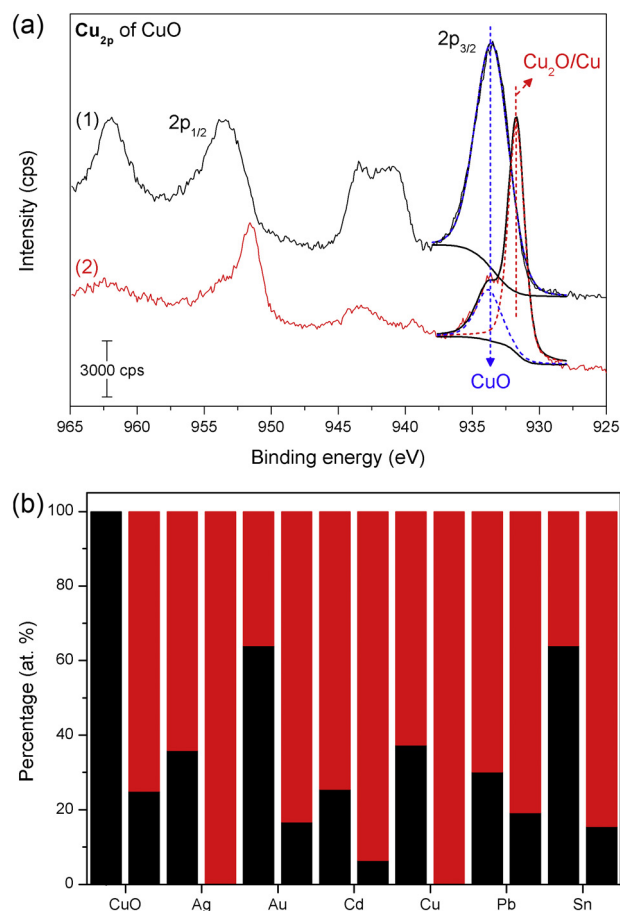 (a)
Cu2p of CuO
2p3/2
Cu2O/Cu
(1)
2p1/2
(2)
3000 cps
CuO
Intensity (cps)
965 960 955 950 945 940 935 930 925
Binding energy (eV)
(b)
100
80
60
40
20
0
Percentage (at. %)
CuO Ag Au Cd Cu Pb Sn